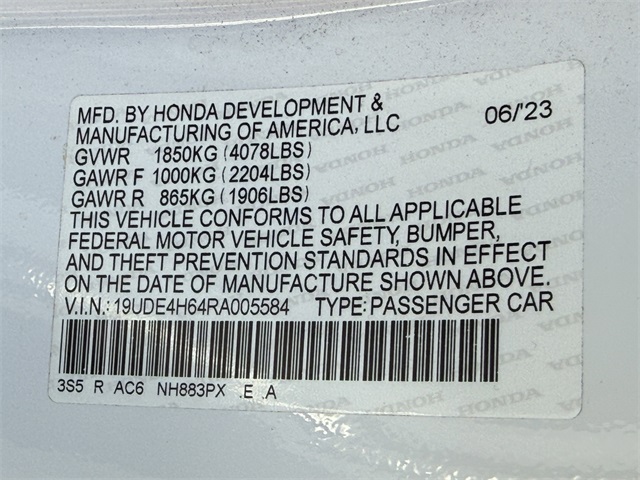 MFD. BY HONDA DEVELOPMENT &
MANUFACTURING OF AMERICA, LLC 06/'23
GVWR 1850KG (4078LBS)
GAWR F 1000KG (2204LBS)
GAWR R 865KG (1906LBS)
THIS VEHICLE CONFORMS TO ALL APPLICABLE
FEDERAL MOTOR VEHICLE SAFETY, BUMPER,
AND THEFT PREVENTION STANDARDS IN EFFECT
ON THE DATE OF MANUFACTURE SHOWN ABOVE.
V.I.N.: 19UDE4H64RA005584 TYPE: PASSENGER CAR
3S5 R AC6 NH883PX .E .A